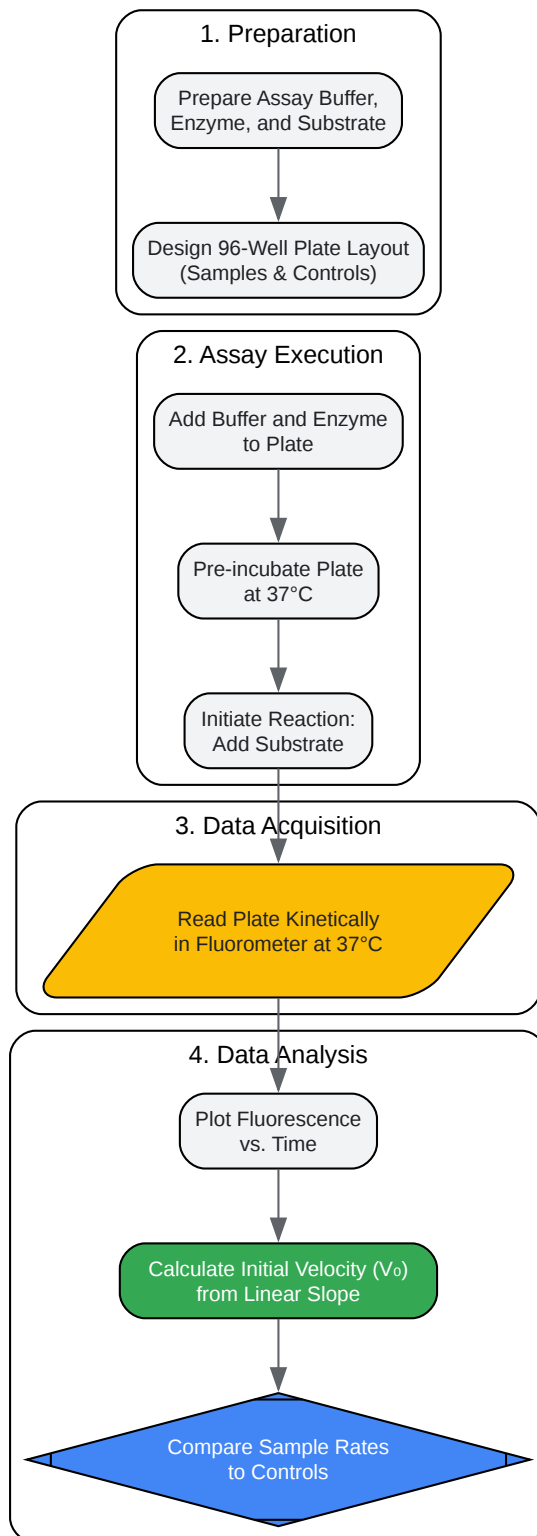 1. Preparation
Prepare Assay Buffer,
Enzyme, and Substrate
Design 96-Well Plate Layout
(Samples & Controls)
2. Assay Execution
Add Buffer and Enzyme
to Plate
Pre-incubate Plate
at 37°C
Initiate Reaction:
Add Substrate
3. Data Acquisition
Read Plate Kinetically
in Fluorometer at 37°C
4. Data Analysis
Plot Fluorescence
vs. Time
Calculate Initial Velocity (V₀)
from Linear Slope
Compare Sample Rates
to Controls